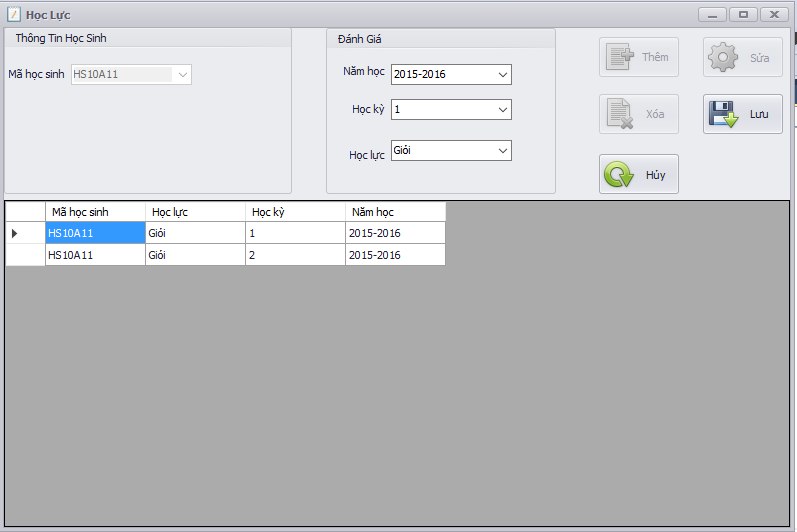 Học Lực
Thông Tin Học Sinh
Mã học sinh HS10A11
Đánh Giá
Năm học 2015-2016
Học kỳ 1
Học lực Giỏi
Thêm Sửa
Xóa Lưu
Hủy
Mã học sinh Học lực Học kỳ Năm học
HS10A11 Giỏi 1 2015-2016
HS10A11 Giỏi 2 2015-2016